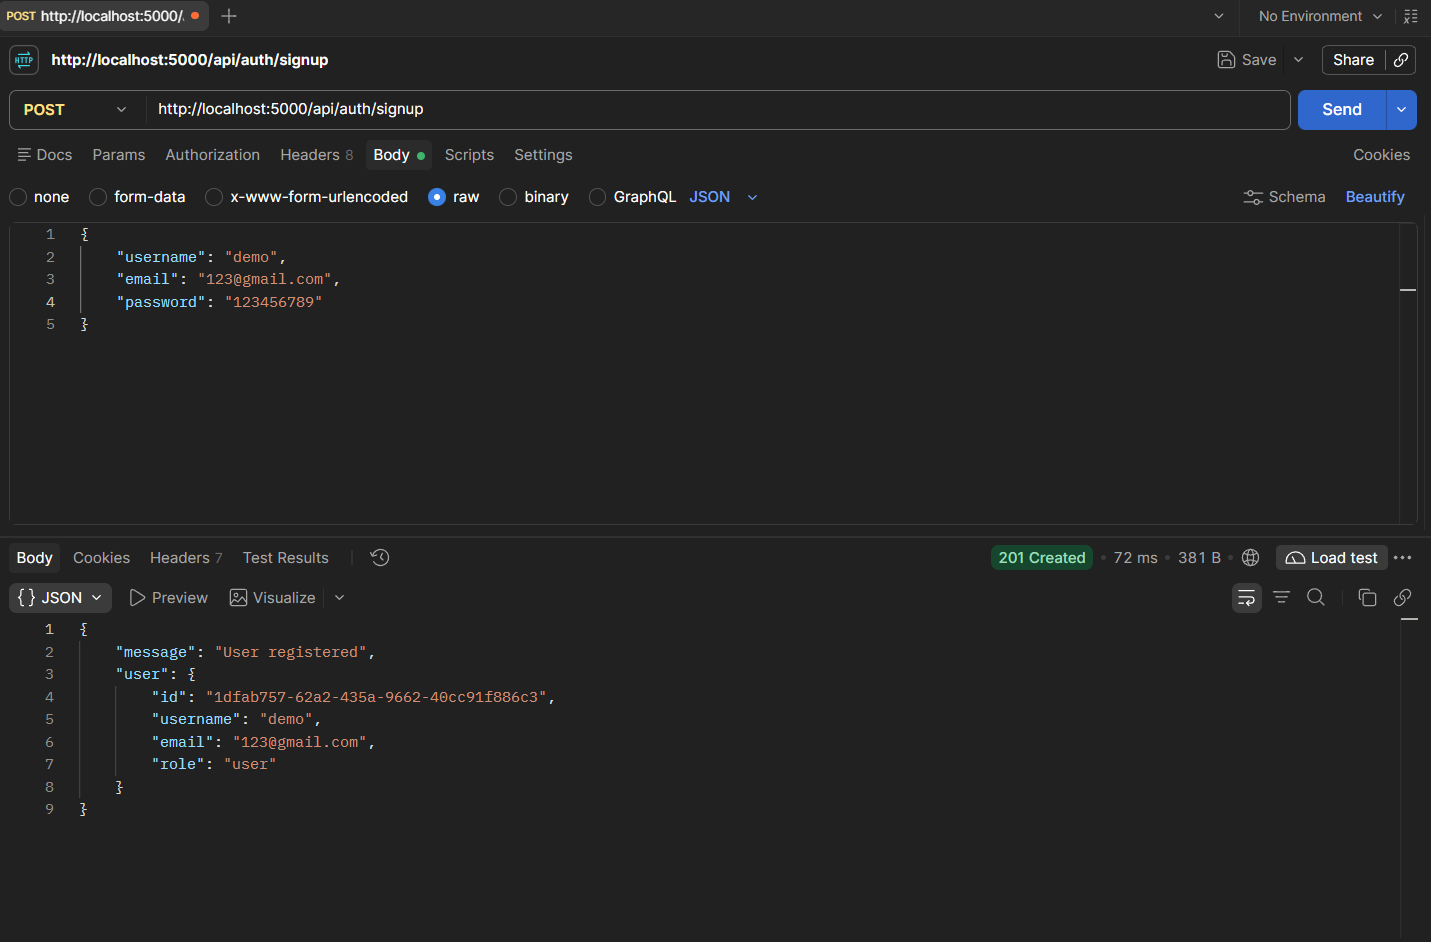 POST http://localhost:5000/.
No Environment
HTTP http://localhost:5000/api/auth/signup
Save
Share
POST http://localhost:5000/api/auth/signup
Send
Docs Params Authorization Headers 8 Body Scripts Settings
Cookies
none form-data x-www-form-urlencoded raw binary GraphQL JSON
Schema Beautify
1 {
2 "username": "demo",
3 "email": "123@gmail.com",
4 "password": "123456789"
5 }
Body Cookies Headers 7 Test Results
201 Created • 72 ms • 381 B
Load test
{} JSON Preview Visualize
1 {
2 "message": "User registered",
3 "user": {
4 "id": "1dfab757-62a2-435a-9662-40cc91f886c3",
5 "username": "demo",
6 "email": "123@gmail.com",
7 "role": "user"
8 }
9 }